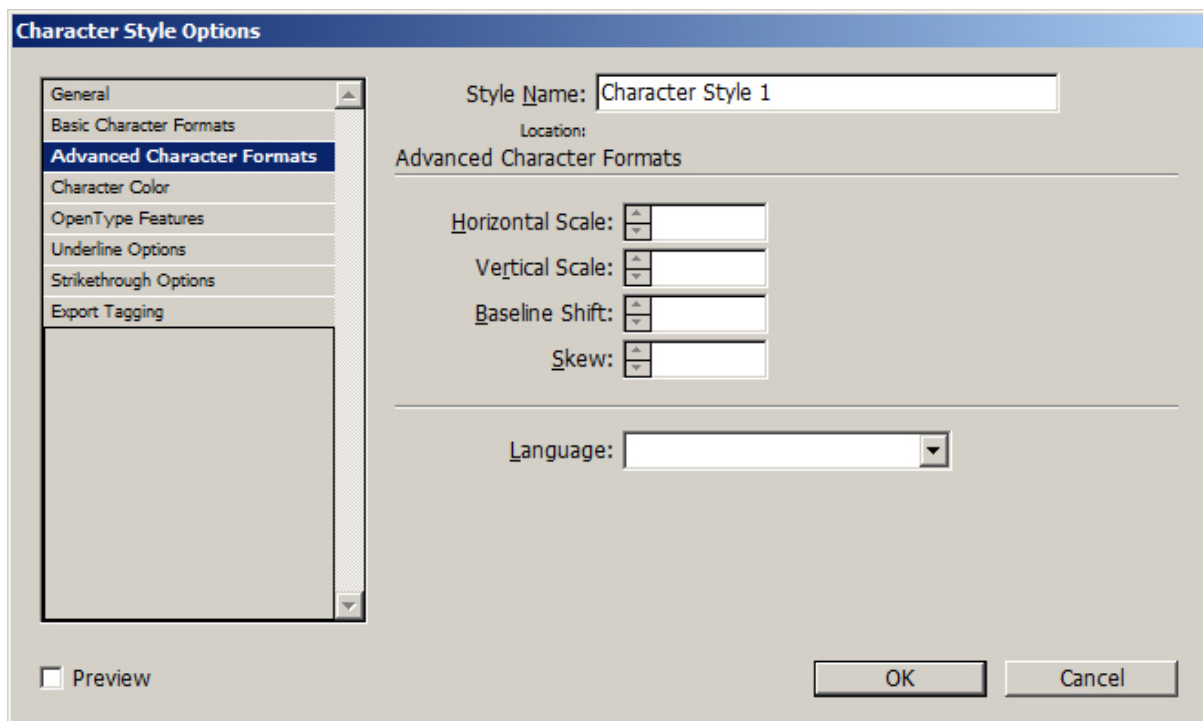 Character Style Options
General
Basic Character Formats
Advanced Character Formats
Character Color
OpenType Features
Underline Options
Strikethrough Options
Export Tagging
Style Name: Character Style 1
Location:
Advanced Character Formats
Horizontal Scale:
Vertical Scale:
Baseline Shift:
Skew:
Language:
Preview
OK
Cancel